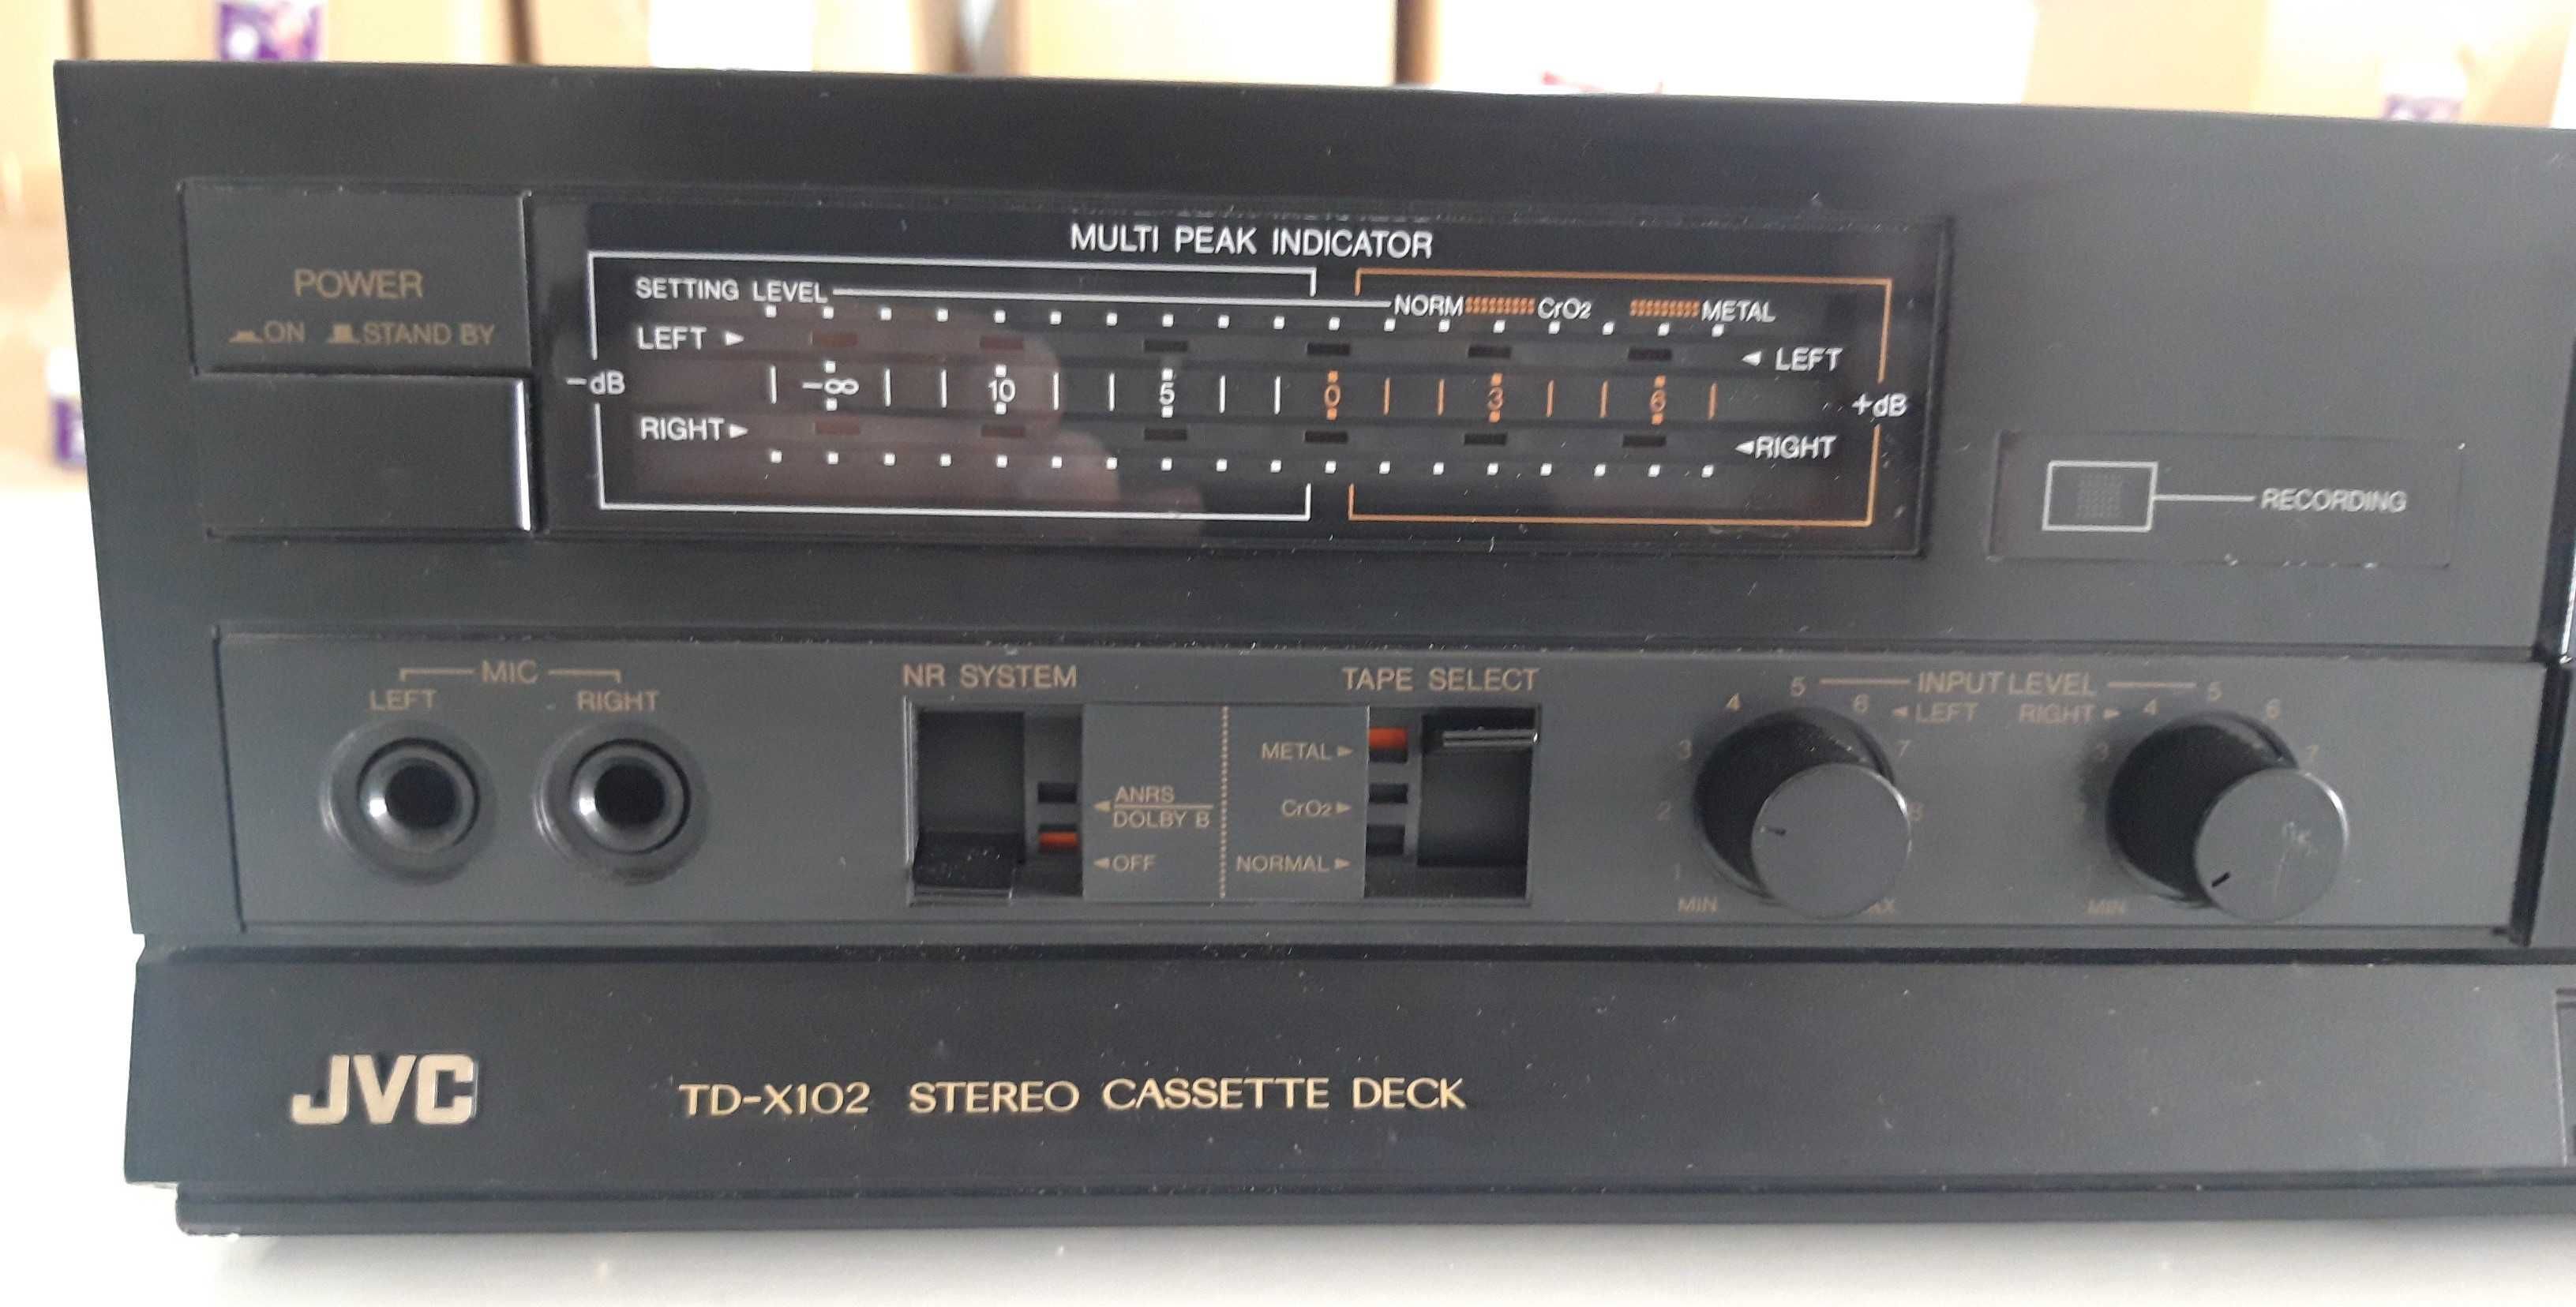 POWER
ON STAND BY
MULTI PEAK INDICATOR
SETTING LEVEL NORM CrO2 METAL
LEFT LEFT
-dB -∞ 10 5 0 3 6 +dB
RIGHT RIGHT
RECORDING
MIC
LEFT RIGHT
NR SYSTEM
ANRS
DOLBY B
OFF
TAPE SELECT
METAL
CrO2
NORMAL
INPUT LEVEL
LEFT RIGHT
MIN 1 2 3 4 5 6 7 8
MIN 3 4 5 6 7
JVC
TD-X102 STEREO CASSETTE DECK